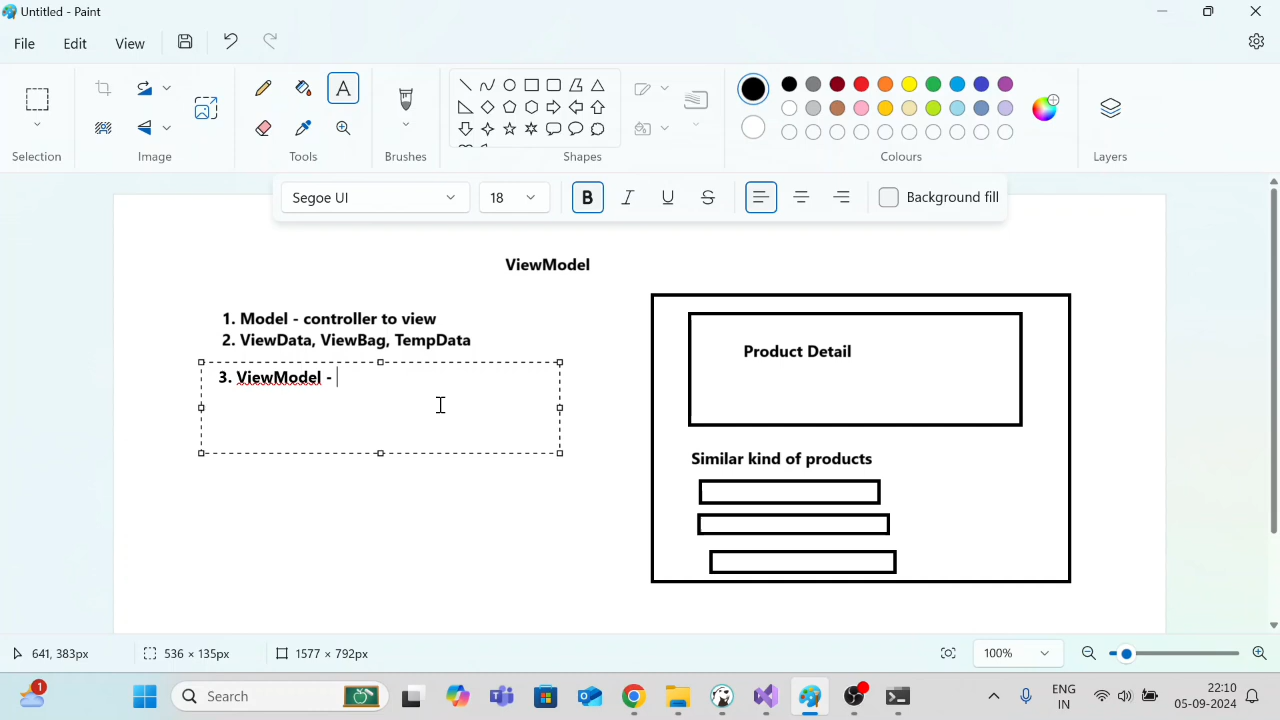 Untitled - Paint
File Edit View
Selection Image Tools Brushes Shapes Colours Layers
Segoe UI 18 B I U S Background fill
ViewModel
1. Model - controller to view
2. ViewData, ViewBag, TempData
3. ViewModel -
Product Detail
Similar kind of products
641, 383px 536 × 135px 1577 × 792px 100%
1 Search ENG IN 22:10 05-09-2024